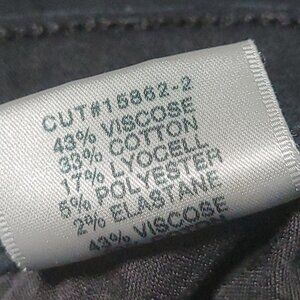 CUT#15862-2
43% VISCOSE
33% COTTON
17% LYOCELL
5% POLYESTER
2% ELASTANE
43% VISCOSE